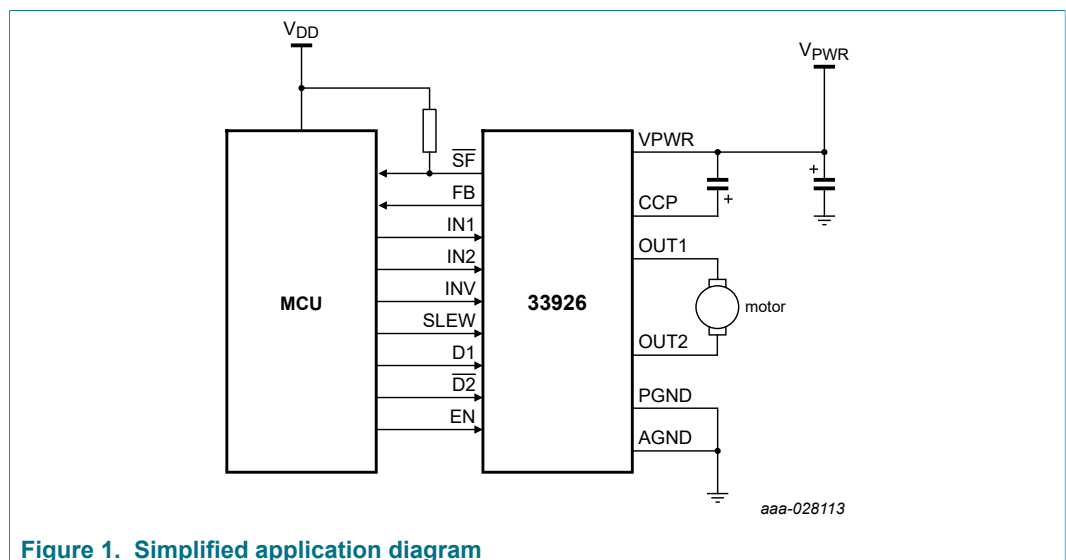 VDD
VPWR
SF
FB
IN1
IN2
INV
SLEW
D1
D2
EN
MCU
33926
VPWR
CCP
OUT1
OUT2
PGND
AGND
+
+
motor
aaa-028113
Figure 1. Simplified application diagram